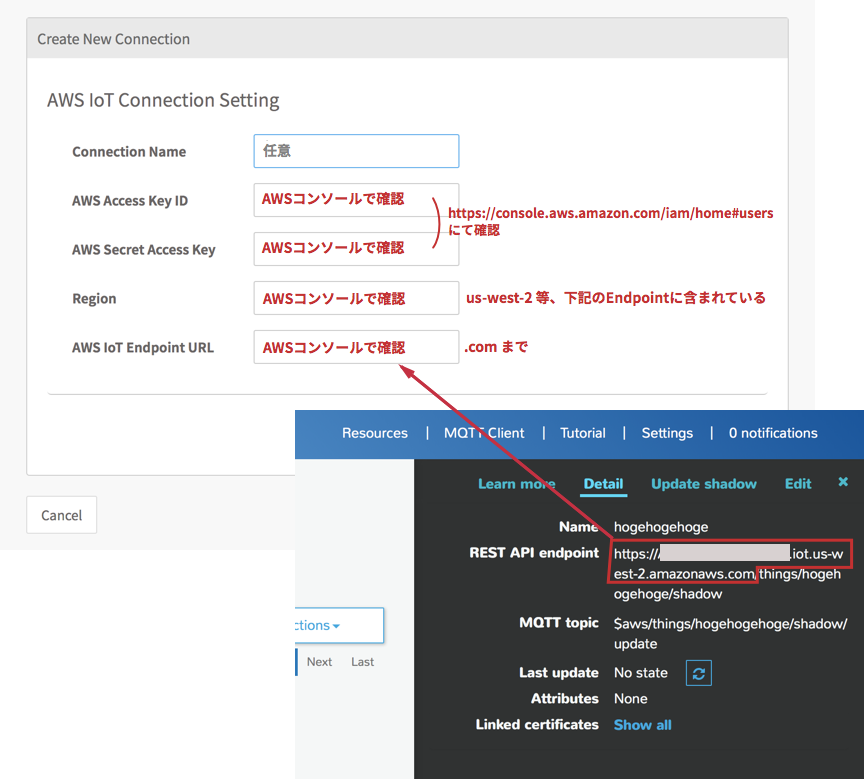 Create New Connection
AWS IoT Connection Setting
Connection Name
任意
AWS Access Key ID
AWSコンソールで確認
AWS Secret Access Key
AWSコンソールで確認
https://console.aws.amazon.com/iam/home#users
にて確認
Region
AWSコンソールで確認
us-west-2 等、下記のEndpointに含まれている
AWS IoT Endpoint URL
AWSコンソールで確認
.com まで
Cancel
Resources | MQTT Client | Tutorial | Settings | 0 notifications
Learn more Detail Update shadow Edit ×
Name hogehogehoge
REST API endpoint https:// .iot.us-w
est-2.amazonaws.com/things/hogeh
ogehoge/shadow
MQTT topic $aws/things/hogehogehoge/shadow/
update
Last update No state
Attributes None
Linked certificates Show all
ctions
Next Last